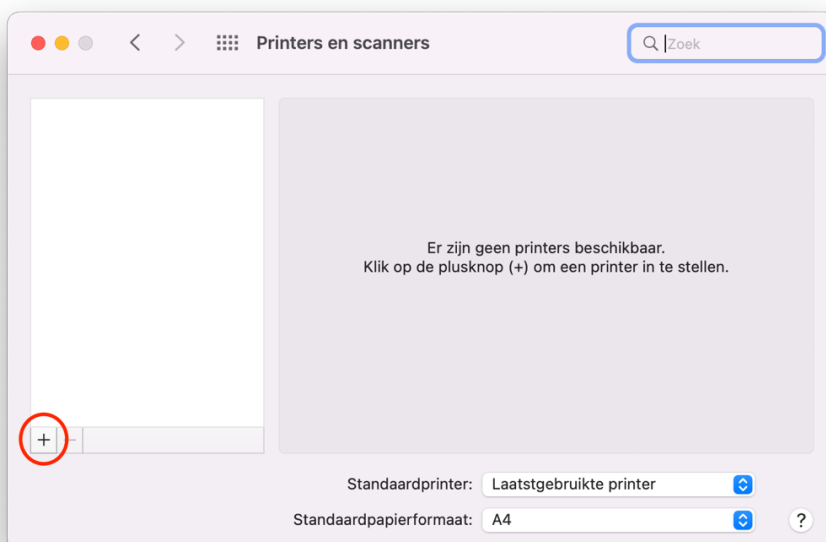 Printers en scanners
Zoek
Er zijn geen printers beschikbaar.
Klik op de plusknop (+) om een printer in te stellen.
+ −
Standaardprinter: Laatstgebruikte printer
Standaardpapierformaat: A4
?